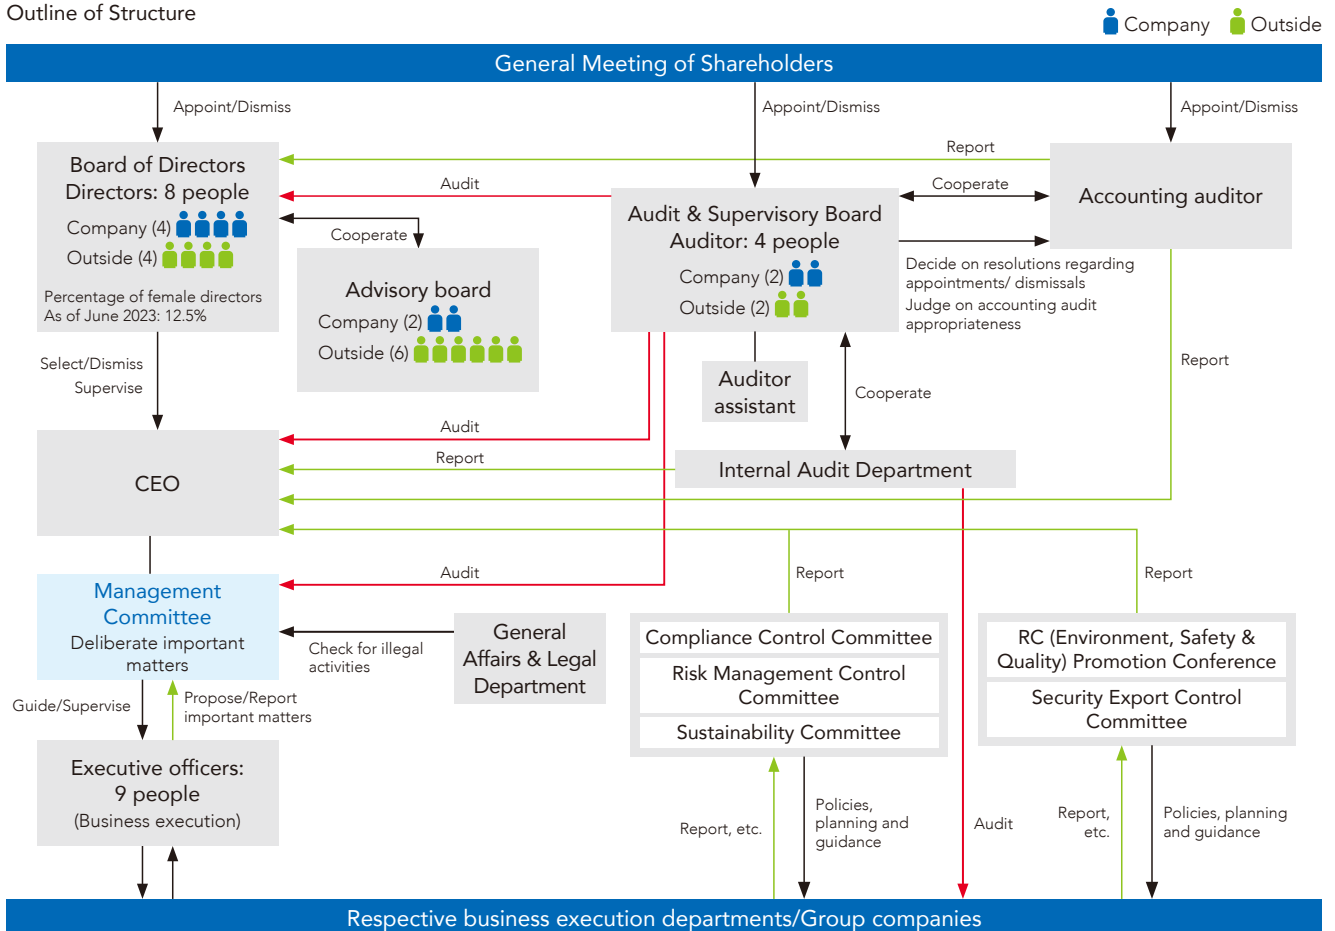 Outline of Structure
Company
Outside
General Meeting of Shareholders
Appoint/Dismiss
Appoint/Dismiss
Appoint/Dismiss
Board of Directors
Directors: 8 people
Company (4)
Outside (4)
Percentage of female directors
As of June 2023: 12.5%
Report
Audit
Cooperate
Advisory board
Company (2)
Outside (6)
Audit & Supervisory Board
Auditor: 4 people
Company (2)
Outside (2)
Cooperate
Accounting auditor
Decide on resolutions regarding
appointments/ dismissals
Judge on accounting audit
appropriateness
Select/Dismiss
Supervise
Auditor
assistant
Cooperate
Report
Audit
Report
Internal Audit Department
CEO
Audit
Report
Report
Management
Committee
Deliberate important
matters
Check for illegal
activities
General
Affairs & Legal
Department
Compliance Control Committee
Risk Management Control
Committee
Sustainability Committee
RC (Environment, Safety &
Quality) Promotion Conference
Security Export Control
Committee
Guide/Supervise
Propose/Report
important matters
Executive officers:
9 people
(Business execution)
Report, etc.
Policies,
planning and
guidance
Audit
Report,
etc.
Policies, planning
and guidance
Respective business execution departments/Group companies